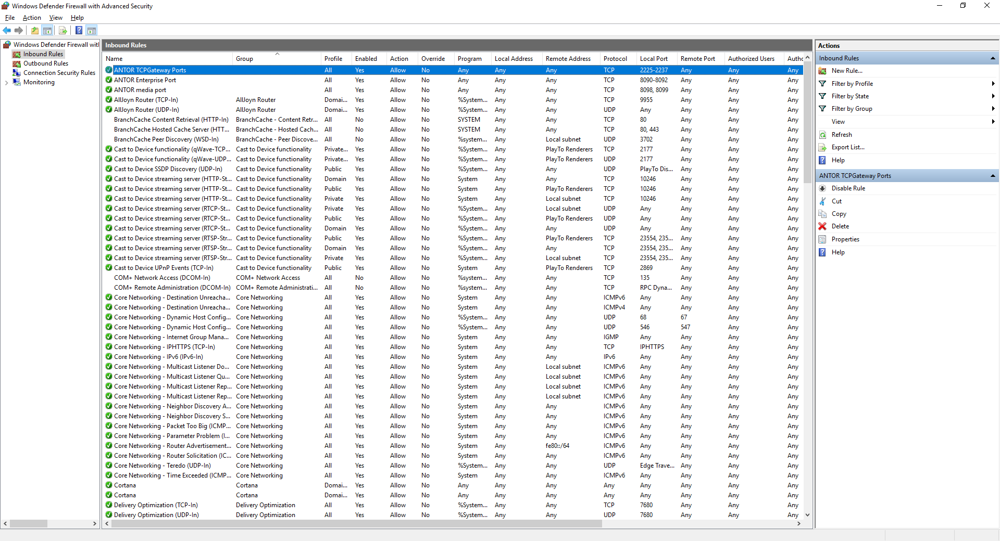 Windows Defender Firewall with Advanced Security
File Action View Help
Windows Defender Firewall witl
Inbound Rules
Outbound Rules
Connection Security Rules
Monitoring
Inbound Rules
Name Group Profile Enabled Action Override Program Local Address Remote Address Protocol Local Port Remote Port Authorized Users Autho
ANTOR TCPGateway Ports All Yes Allow No Any Any Any TCP 2225-2237 Any Any Any
ANTOR Enterprise Port All Yes Allow No Any Any Any TCP 8090-8092 Any Any Any
ANTOR media port All Yes Allow No Any Any Any TCP 8098, 8099 Any Any Any
AllJoyn Router (TCP-In) AllJoyn Router Domai... Yes Allow No %System... Any Any TCP 9955 Any Any Any
AllJoyn Router (UDP-In) AllJoyn Router Domai... Yes Allow No %System... Any Any UDP Any Any Any Any
BranchCache Content Retrieval (HTTP-In) BranchCache - Content Retr... All No Allow No SYSTEM Any Any TCP 80 Any Any Any
BranchCache Hosted Cache Server (HTT... BranchCache - Hosted Cach... All No Allow No SYSTEM Any Any TCP 80, 443 Any Any Any
BranchCache Peer Discovery (WSD-In) BranchCache - Peer Discove... All No Allow No %system... Any Local subnet UDP 3702 Any Any Any
Cast to Device functionality (qWave-TCP... Cast to Device functionality Private... Yes Allow No %System... Any PlayTo Renderers TCP 2177 Any Any Any
Cast to Device functionality (qWave-UDP... Cast to Device functionality Private... Yes Allow No %System... Any PlayTo Renderers UDP 2177 Any Any Any
Cast to Device SSDP Discovery (UDP-In) Cast to Device functionality Public Yes Allow No %System... Any Any UDP PlayTo Dis... Any Any Any
Cast to Device streaming server (HTTP-St... Cast to Device functionality Domain Yes Allow No System Any Any TCP 10246 Any Any Any
Cast to Device streaming server (HTTP-St... Cast to Device functionality Public Yes Allow No System Any PlayTo Renderers TCP 10246 Any Any Any
Cast to Device streaming server (HTTP-St... Cast to Device functionality Private Yes Allow No System Any Local subnet TCP 10246 Any Any Any
Cast to Device streaming server (RTCP-St... Cast to Device functionality Private Yes Allow No %System... Any Local subnet UDP Any Any Any Any
Cast to Device streaming server (RTCP-St... Cast to Device functionality Public Yes Allow No %System... Any PlayTo Renderers UDP Any Any Any Any
Cast to Device streaming server (RTCP-St... Cast to Device functionality Domain Yes Allow No %System... Any Any UDP Any Any Any Any
Cast to Device streaming server (RTSP-Str... Cast to Device functionality Public Yes Allow No %System... Any PlayTo Renderers TCP 23554, 235... Any Any Any
Cast to Device streaming server (RTSP-Str... Cast to Device functionality Domain Yes Allow No %System... Any Any TCP 23554, 235... Any Any Any
Cast to Device streaming server (RTSP-Str... Cast to Device functionality Private Yes Allow No %System... Any Local subnet TCP 23554, 235... Any Any Any
Cast to Device UPnP Events (TCP-In) Cast to Device functionality Public Yes Allow No System Any PlayTo Renderers TCP 2869 Any Any Any
COM+ Network Access (DCOM-In) COM+ Network Access All No Allow No %system... Any Any TCP 135 Any Any Any
COM+ Remote Administration (DCOM-In) COM+ Remote Administrati... All No Allow No %system... Any Any TCP RPC Dyna... Any Any Any
Core Networking - Destination Unreacha... Core Networking All Yes Allow No System Any Any ICMPv6 Any Any Any Any
Core Networking - Destination Unreacha... Core Networking All Yes Allow No System Any Any ICMPv4 Any Any Any Any
Core Networking - Dynamic Host Config... Core Networking All Yes Allow No %System... Any Any UDP 68 67 Any Any
Core Networking - Dynamic Host Config... Core Networking All Yes Allow No %System... Any Any UDP 546 547 Any Any
Core Networking - Internet Group Mana... Core Networking All Yes Allow No System Any Any IGMP Any Any Any Any
Core Networking - IPHTTPS (TCP-In) Core Networking All Yes Allow No System Any Any TCP IPHTTPS Any Any Any
Core Networking - IPv6 (IPv6-In) Core Networking All Yes Allow No System Any Any IPv6 Any Any Any Any
Core Networking - Multicast Listener Do... Core Networking All Yes Allow No System Any Local subnet ICMPv6 Any Any Any Any
Core Networking - Multicast Listener Qu... Core Networking All Yes Allow No System Any Local subnet ICMPv6 Any Any Any Any
Core Networking - Multicast Listener Rep... Core Networking All Yes Allow No System Any Local subnet ICMPv6 Any Any Any Any
Core Networking - Multicast Listener Rep... Core Networking All Yes Allow No System Any Local subnet ICMPv6 Any Any Any Any
Core Networking - Neighbor Discovery A... Core Networking All Yes Allow No System Any Any ICMPv6 Any Any Any Any
Core Networking - Neighbor Discovery S... Core Networking All Yes Allow No System Any Any ICMPv6 Any Any Any Any
Core Networking - Packet Too Big (ICMP... Core Networking All Yes Allow No System Any Any ICMPv6 Any Any Any Any
Core Networking - Parameter Problem (I... Core Networking All Yes Allow No System Any Any ICMPv6 Any Any Any Any
Core Networking - Router Advertisement... Core Networking All Yes Allow No System Any fe80::/64 ICMPv6 Any Any Any Any
Core Networking - Router Solicitation (IC... Core Networking All Yes Allow No System Any Any ICMPv6 Any Any Any Any
Core Networking - Teredo (UDP-In) Core Networking All Yes Allow No %System... Any Any UDP Edge Trave... Any Any Any
Core Networking - Time Exceeded (ICMP... Core Networking All Yes Allow No System Any Any ICMPv6 Any Any Any Any
Cortana Cortana Domai... Yes Allow No Any Any Any Any Any Any Any Any
Cortana Cortana Domai... Yes Allow No Any Any Any Any Any Any Any Any
Delivery Optimization (TCP-In) Delivery Optimization All Yes Allow No %System... Any Any TCP 7680 Any Any Any
Delivery Optimization (UDP-In) Delivery Optimization All Yes Allow No %System... Any Any UDP 7680 Any Any Any
Actions
Inbound Rules
New Rule...
Filter by Profile
Filter by State
Filter by Group
View
Refresh
Export List...
Help
ANTOR TCPGateway Ports
Disable Rule
Cut
Copy
Delete
Properties
Help